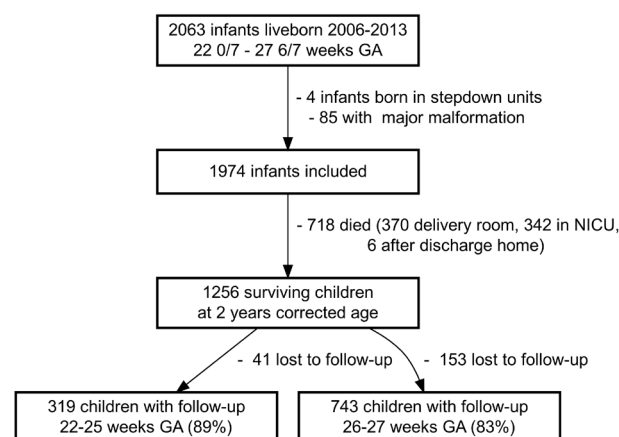 2063 infants liveborn 2006-2013
22 0/7 - 27 6/7 weeks GA
- 4 infants born in stepdown units
- 85 with major malformation
1974 infants included
- 718 died (370 delivery room, 342 in NICU,
6 after discharge home)
1256 surviving children
at 2 years corrected age
- 41 lost to follow-up
- 153 lost to follow-up
319 children with follow-up
22-25 weeks GA (89%)
743 children with follow-up
26-27 weeks GA (83%)